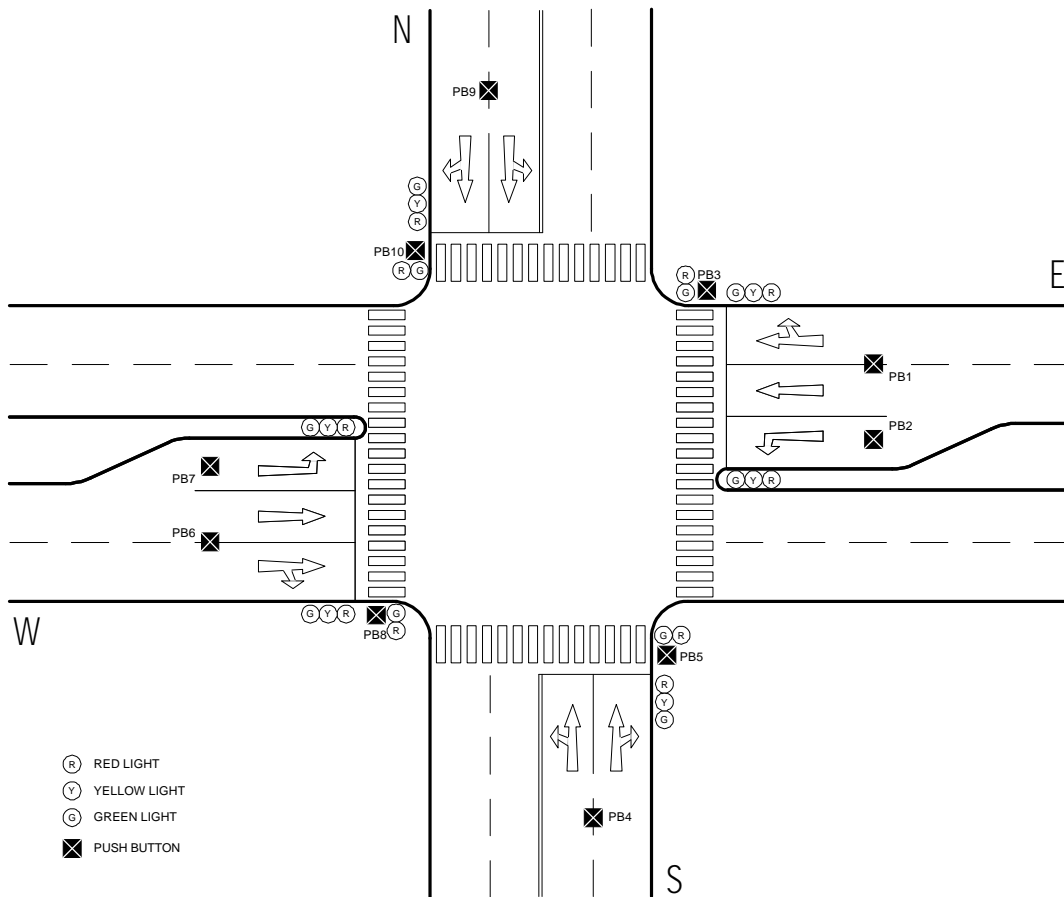 N
PB9
G
Y
R
PB10
R G
R
PB3
G
G Y R
E
PB1
PB2
G Y R
G Y R
PB7
PB6
W
G Y R
PB8
G
R
G R
PB5
R
Y
G
PB4
S
R RED LIGHT
Y YELLOW LIGHT
G GREEN LIGHT
PUSH BUTTON